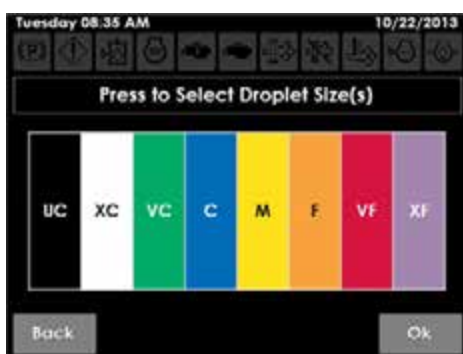 Tuesday 08.35 AM 10/22/2013
(P)
Press to Select Droplet Size(s)
UC XC VC C M F VF XF
Back Ok